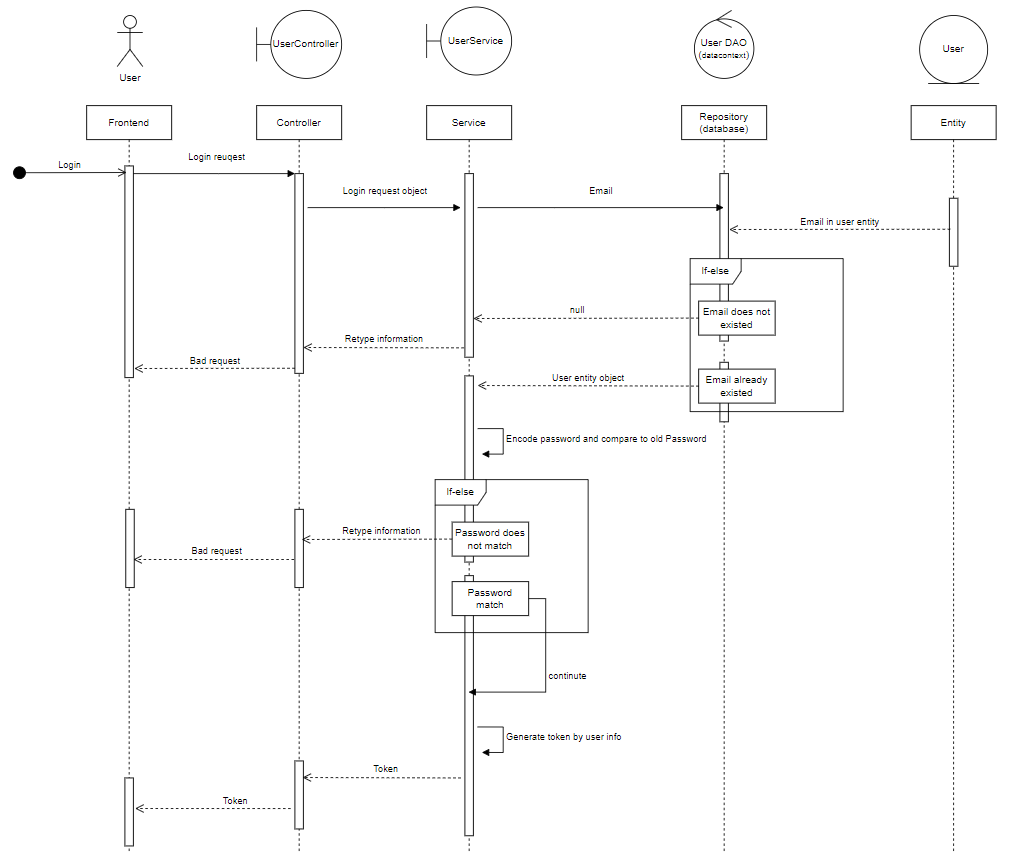 User
UserController
UserService
User DAO
(datacontext)
User
Frontend
Controller
Service
Repository
(database)
Entity
Login
Login reuqest
Login request object
Email
Email in user entity
If-else
Email does not
existed
null
Retype information
Bad request
Email already
existed
User entity object
Encode password and compare to old Password
If-else
Password does
not match
Retype information
Bad request
Password
match
continute
Generate token by user info
Token
Token